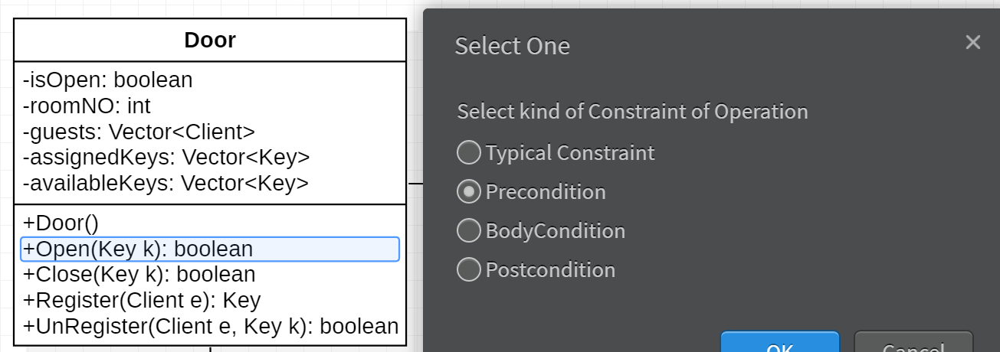 Door
-isOpen: boolean
-roomNO: int
-guests: Vector<Client>
-assignedKeys: Vector<Key>
-availableKeys: Vector<Key>
+Door()
+Open(Key k): boolean
+Close(Key k): boolean
+Register(Client e): Key
+UnRegister(Client e, Key k): boolean
Select One
Select kind of Constraint of Operation
Typical Constraint
Precondition
BodyCondition
Postcondition
OK
Cancel